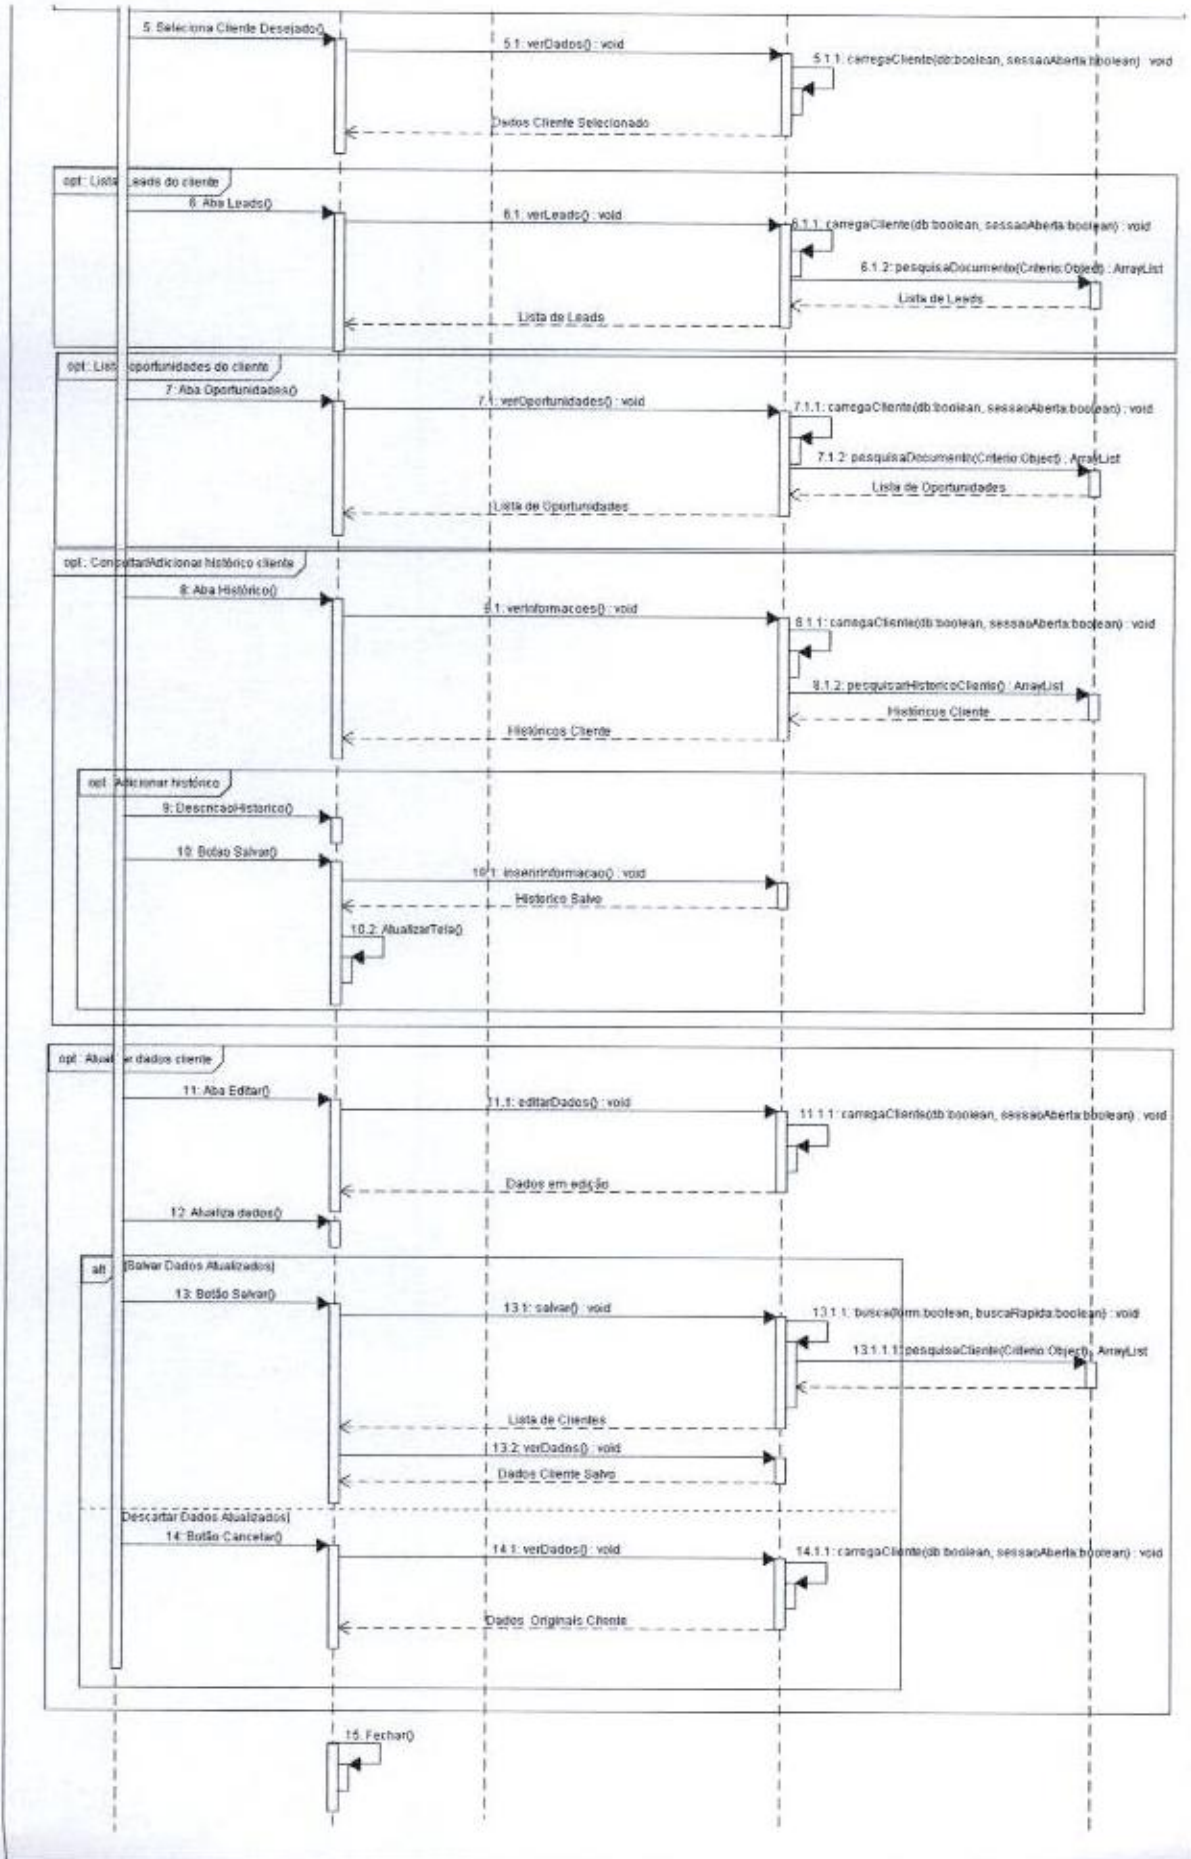 5: Seleciona Cliente Desejado()
5.1: verDados() : void
5.1.1: carregaCliente(db:boolean, sessaoAberta:boolean) : void
Dados Cliente Selecionado
opt : Lista Leads do cliente
6: Aba Leads()
6.1: verLeads() : void
6.1.1: carregaCliente(db:boolean, sessaoAberta:boolean) : void
6.1.2: pesquisaDocumento(Criterio:Object) : ArrayList
Lista de Leads
Lista de Leads
opt : Lista oportunidades do cliente
7: Aba Oportunidades()
7.1: verOportunidades() : void
7.1.1: carregaCliente(db:boolean, sessaoAberta:boolean) : void
7.1.2: pesquisaDocumento(Criterio:Object) : ArrayList
Lista de Oportunidades
Lista de Oportunidades
opt : Consultar/Adicionar histórico cliente
8: Aba Histórico()
8.1: verInformacoes() : void
8.1.1: carregaCliente(db:boolean, sessaoAberta:boolean) : void
8.1.2: pesquisarHistoricoCliente() : ArrayList
Históricos Cliente
Históricos Cliente
opt : Adicionar histórico
9: DescricaoHistorico()
10: Botao Salvar()
10.1: inserirInformacao() : void
Historico Salvo
10.2: AtualizarTela()
opt : Atualizar dados cliente
11: Aba Editar()
11.1: editarDados() : void
11.1.1: carregaCliente(db:boolean, sessaoAberta:boolean) : void
Dados em edição
12: Atualiza dados()
alt
[Salvar Dados Atualizados]
13: Botão Salvar()
13.1: salvar() : void
13.1.1: busca(form:boolean, buscaRapida:boolean) : void
13.1.1.1: pesquisaCliente(Criterio:Object) : ArrayList
Lista de Clientes
13.2: verDados() : void
Dados Cliente Salvo
[Descartar Dados Atualizados]
14: Botão Cancelar()
14.1: verDados() : void
14.1.1: carregaCliente(db:boolean, sessaoAberta:boolean) : void
Dados Originais Cliente
15: Fechar()